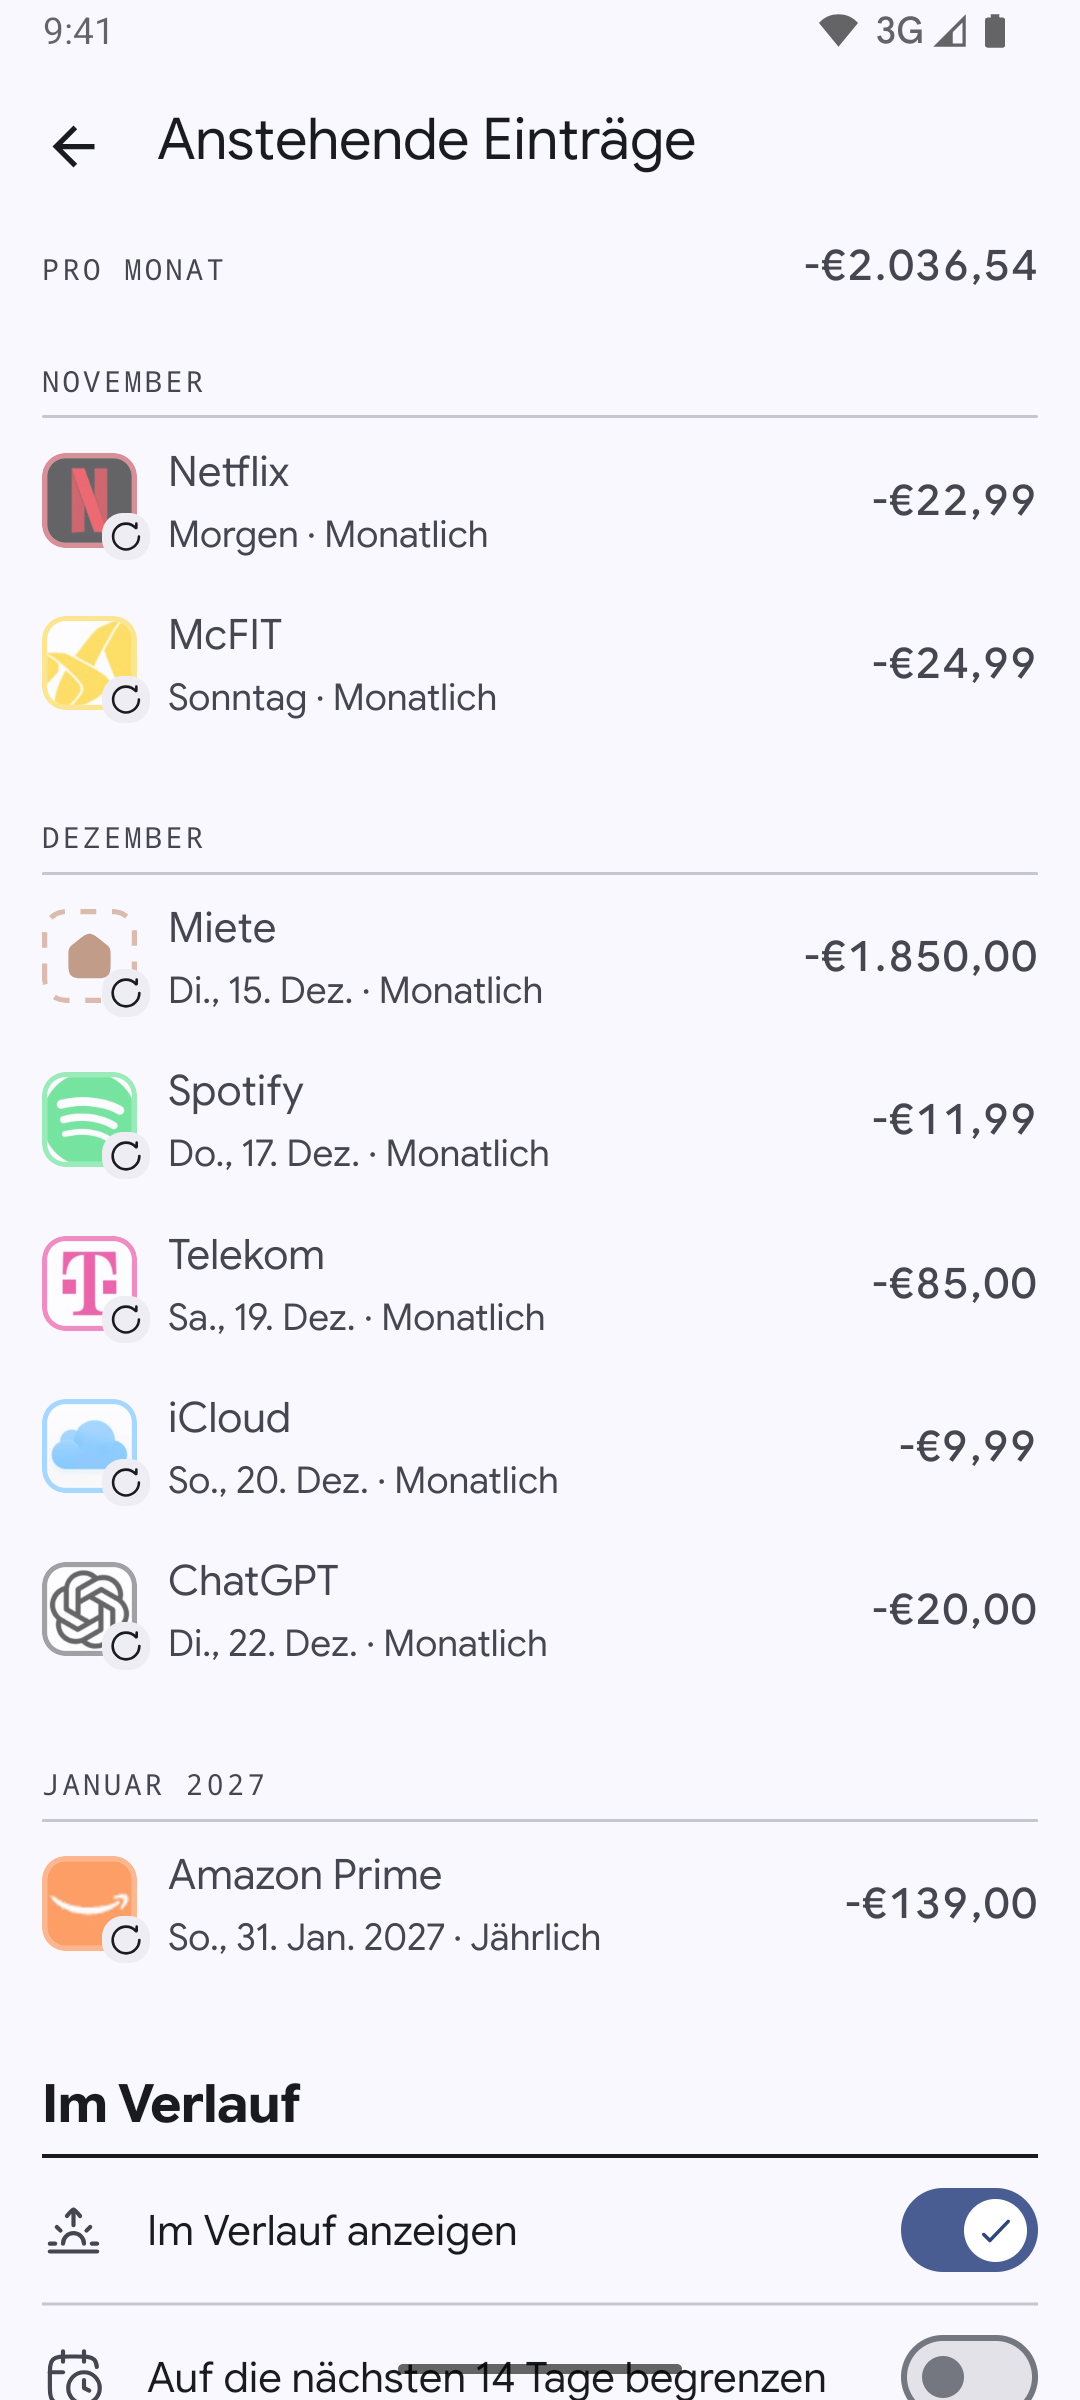 9:41
3G
Anstehende Einträge
PRO MONAT
-€2.036,54
NOVEMBER
Netflix
Morgen · Monatlich
-€22,99
McFIT
Sonntag · Monatlich
-€24,99
DEZEMBER
Miete
Di., 15. Dez. · Monatlich
-€1.850,00
Spotify
Do., 17. Dez. · Monatlich
-€11,99
Telekom
Sa., 19. Dez. · Monatlich
-€85,00
iCloud
So., 20. Dez. · Monatlich
-€9,99
ChatGPT
Di., 22. Dez. · Monatlich
-€20,00
JANUAR 2027
Amazon Prime
So., 31. Jan. 2027 · Jährlich
-€139,00
Im Verlauf
Im Verlauf anzeigen
Auf die nächsten 14 Tage begrenzen